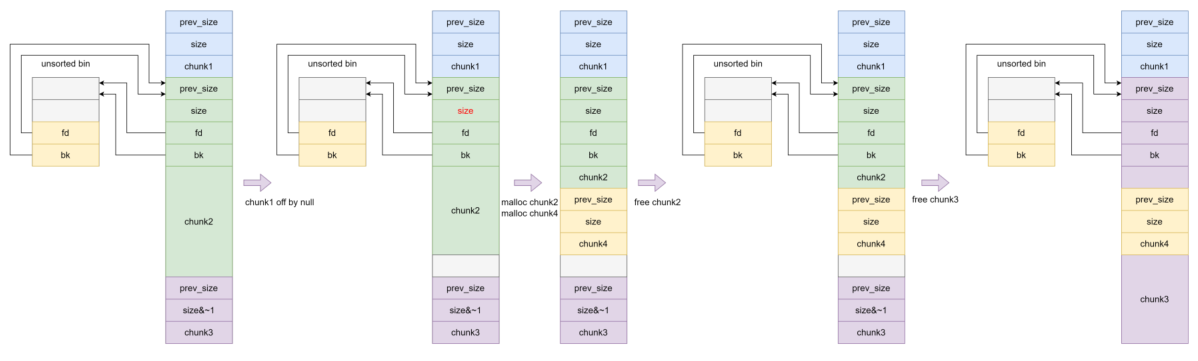 prev_size
size
chunk1
unsorted bin
prev_size
size
fd
fd
bk
bk
chunk2
prev_size
size&~1
chunk3
chunk1 off by null
prev_size
size
chunk1
unsorted bin
prev_size
size
fd
fd
bk
bk
chunk2
prev_size
size&~1
chunk3
malloc chunk2
malloc chunk4
prev_size
size
chunk1
prev_size
size
fd
bk
chunk2
prev_size
size
chunk4
prev_size
size&~1
chunk3
free chunk2
prev_size
size
chunk1
unsorted bin
prev_size
size
fd
fd
bk
bk
chunk2
prev_size
size
chunk4
prev_size
size&~1
chunk3
free chunk3
prev_size
size
chunk1
unsorted bin
prev_size
size
fd
fd
bk
bk
prev_size
size
chunk4
chunk3